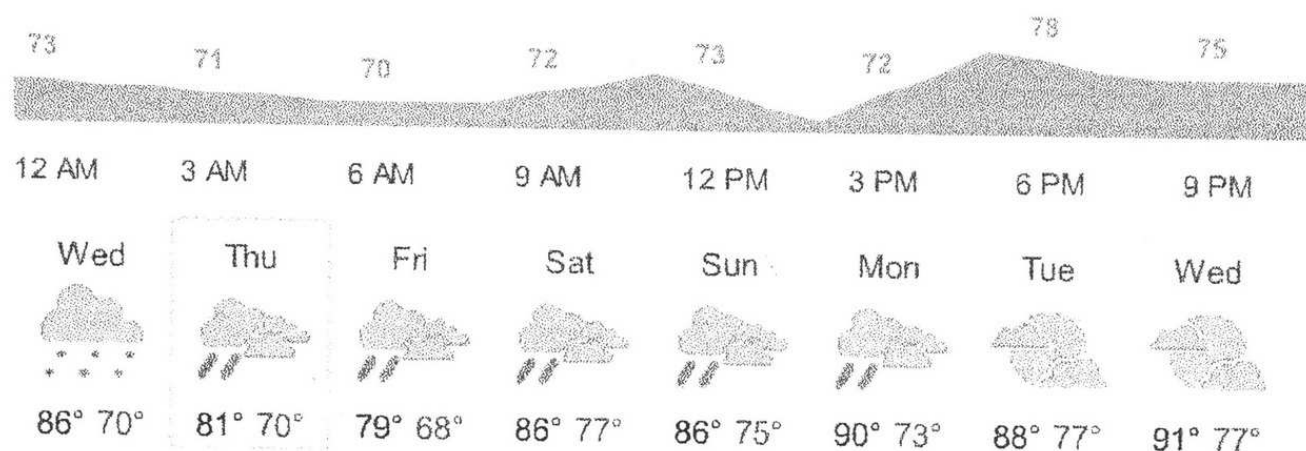 73 71 70 72 73 72 78 75
12 AM 3 AM 6 AM 9 AM 12 PM 3 PM 6 PM 9 PM
Wed Thu Fri Sat Sun Mon Tue Wed
86° 70° 81° 70° 79° 68° 86° 77° 86° 75° 90° 73° 88° 77° 91° 77°